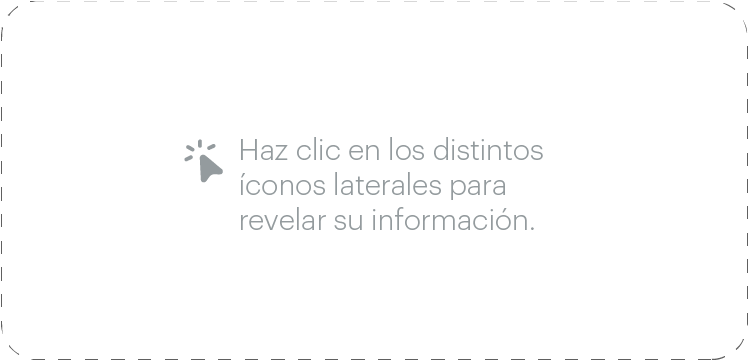 Haz clic en los distintos
íconos laterales para
revelar su información.